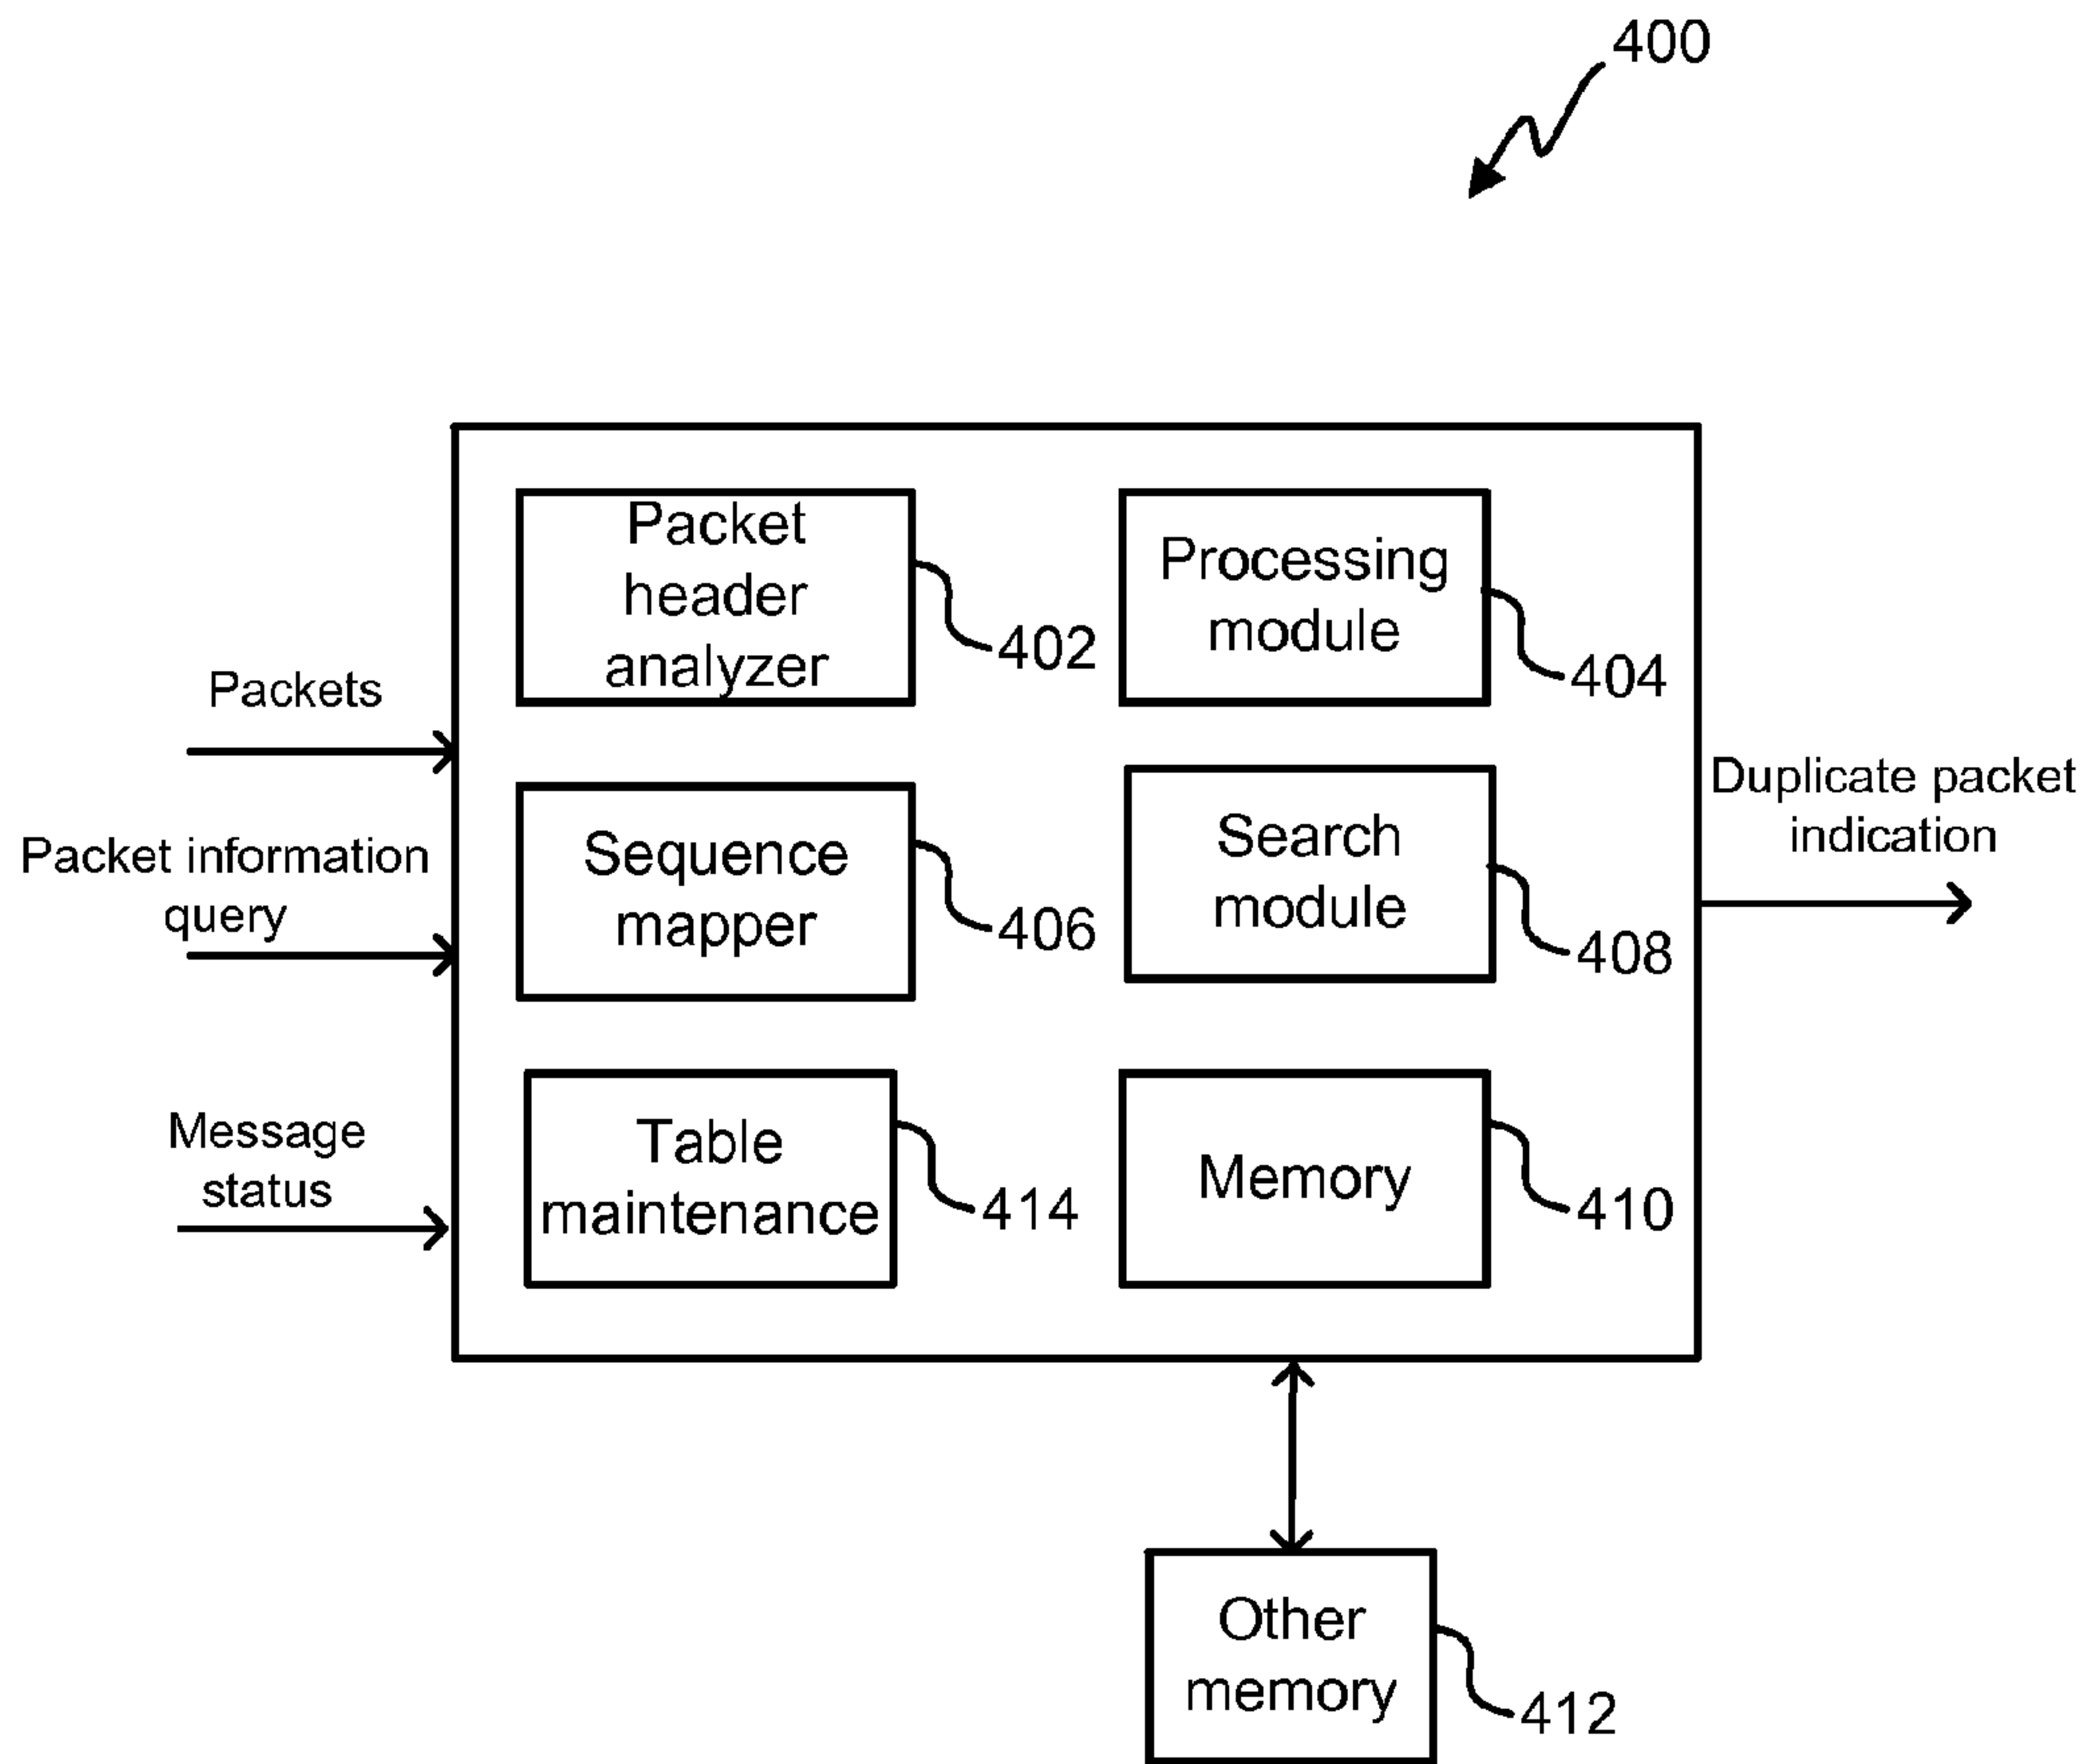 400
Packet
header
analyzer
402
Processing
module
404
Packets
Packet information
query
Sequence
mapper
406
Search
module
408
Duplicate packet
indication
Message
status
Table
maintenance
414
Memory
410
Other
memory
412